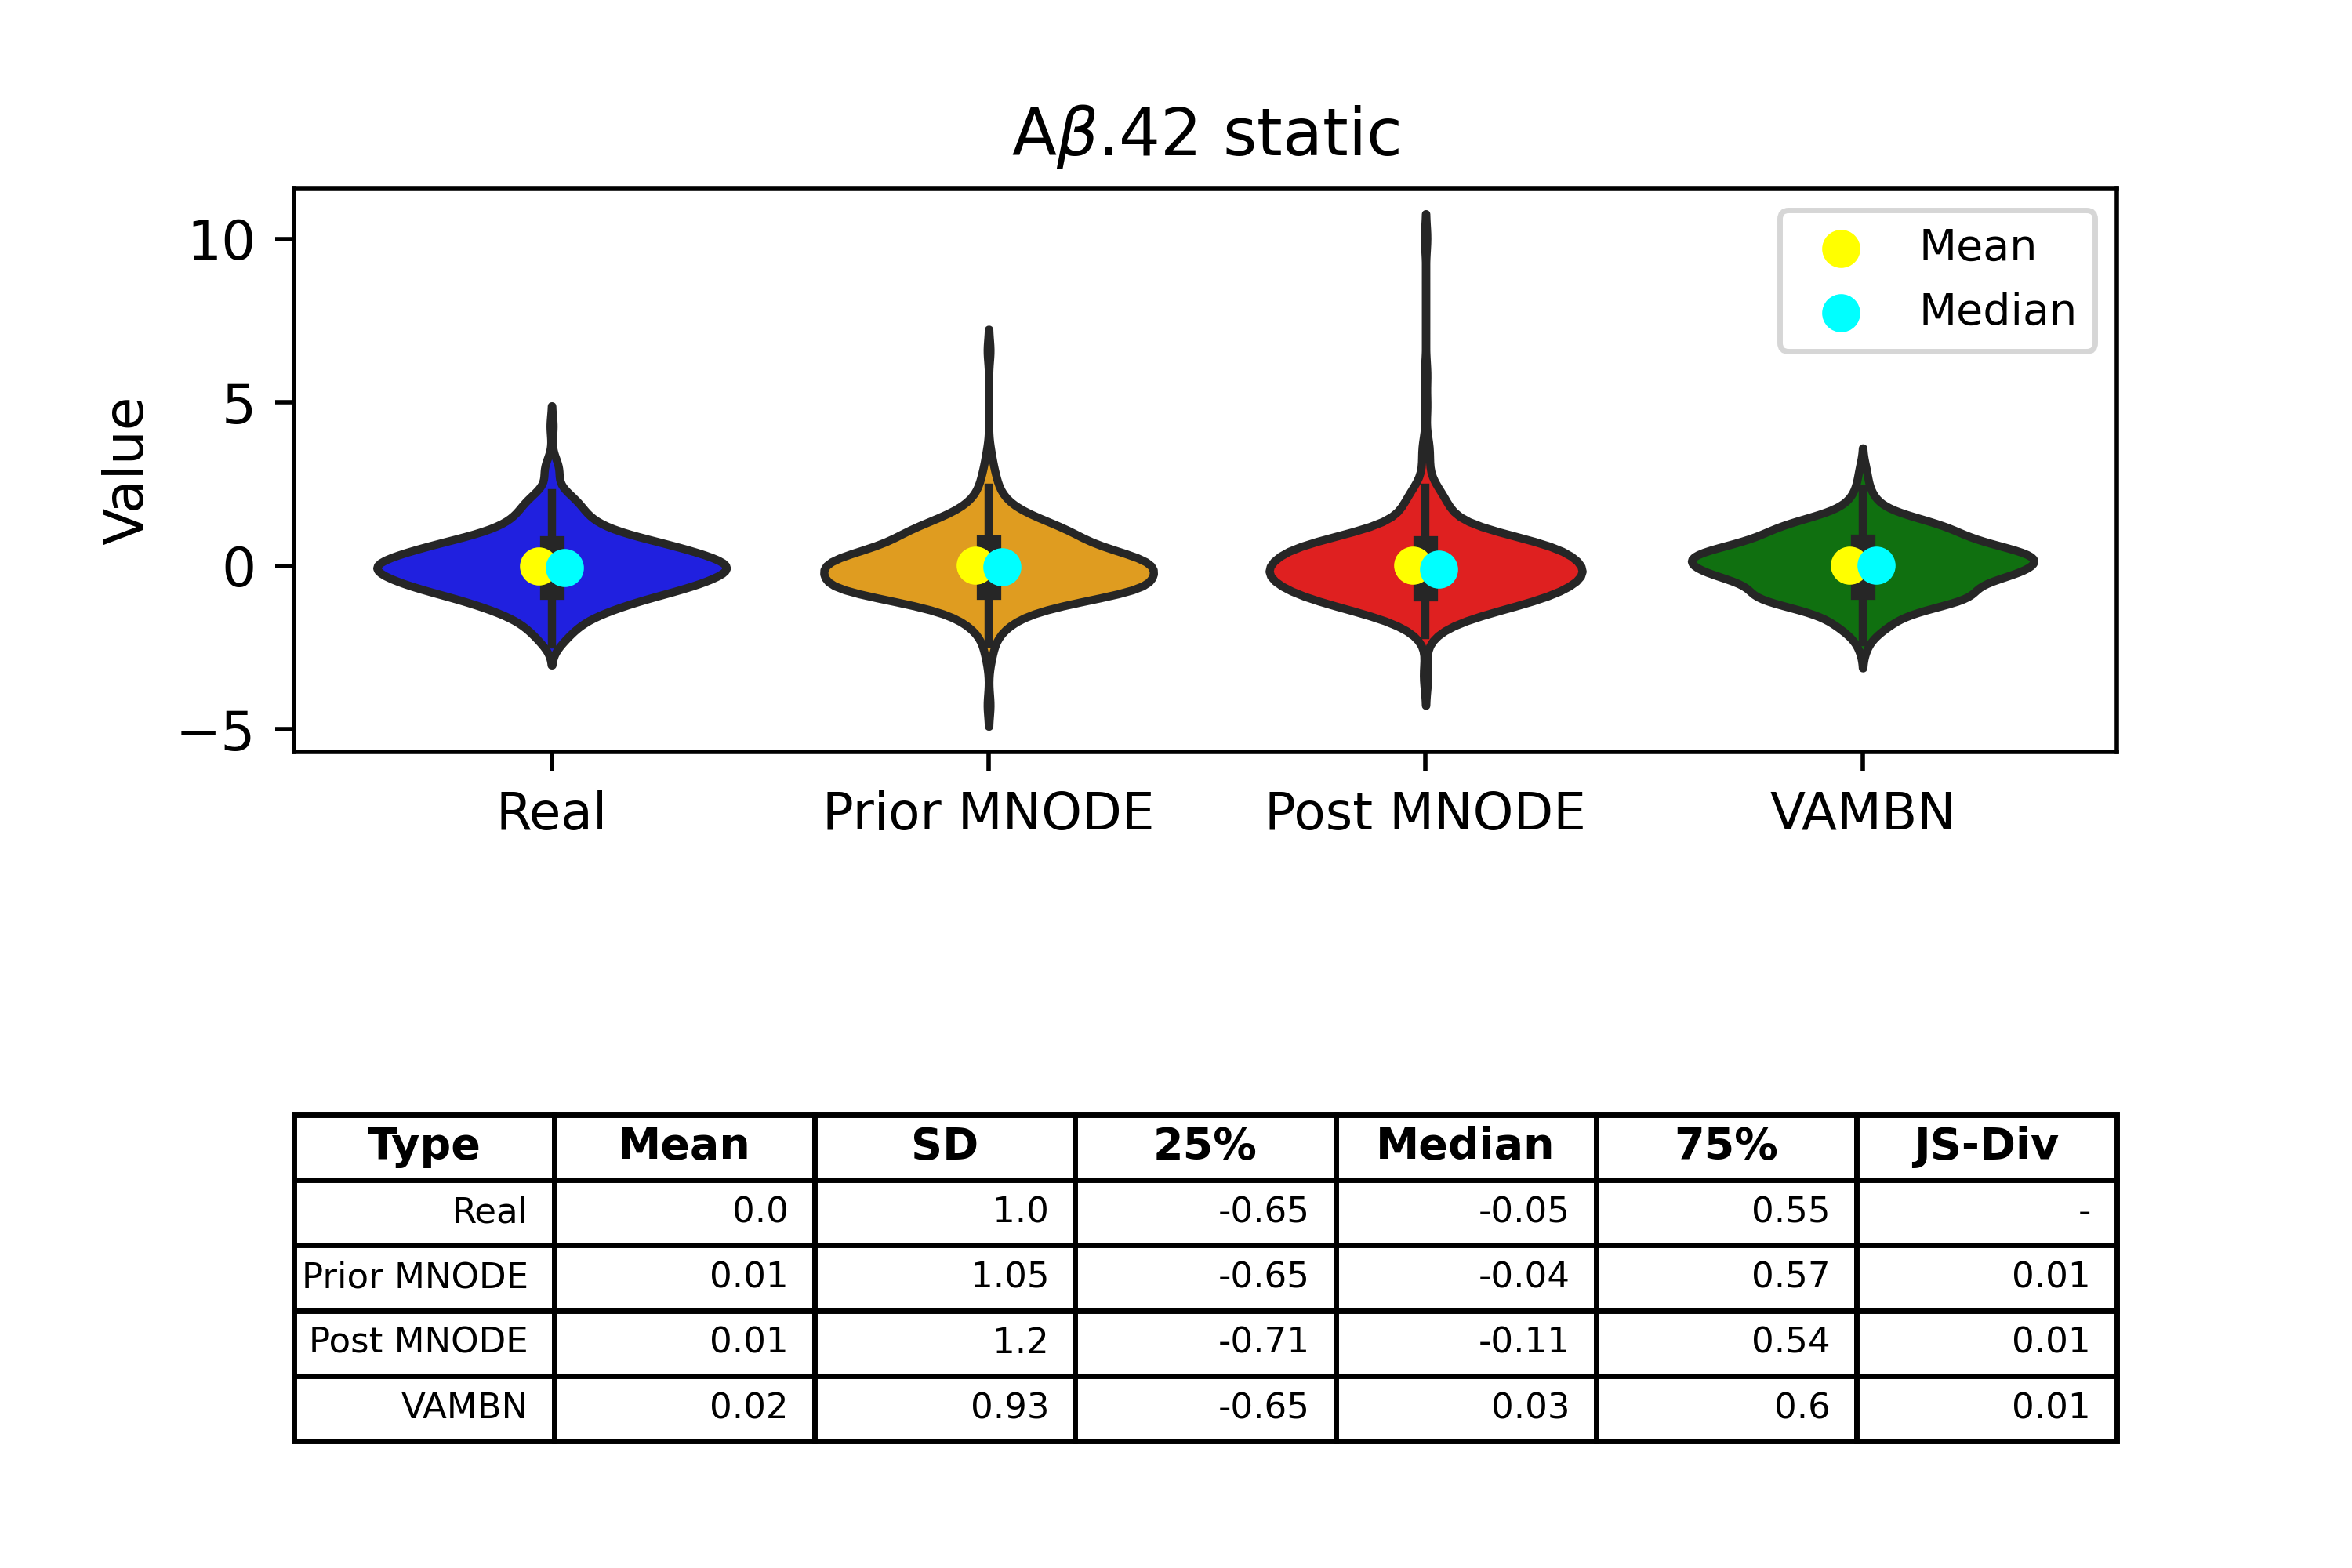 Aβ.42 static
Value
10
5
0
−5
Mean
Median
Real Prior MNODE Post MNODE VAMBN
Type Mean SD 25% Median 75% JS-Div
Real 0.0 1.0 -0.65 -0.05 0.55 -
Prior MNODE 0.01 1.05 -0.65 -0.04 0.57 0.01
Post MNODE 0.01 1.2 -0.71 -0.11 0.54 0.01
VAMBN 0.02 0.93 -0.65 0.03 0.6 0.01